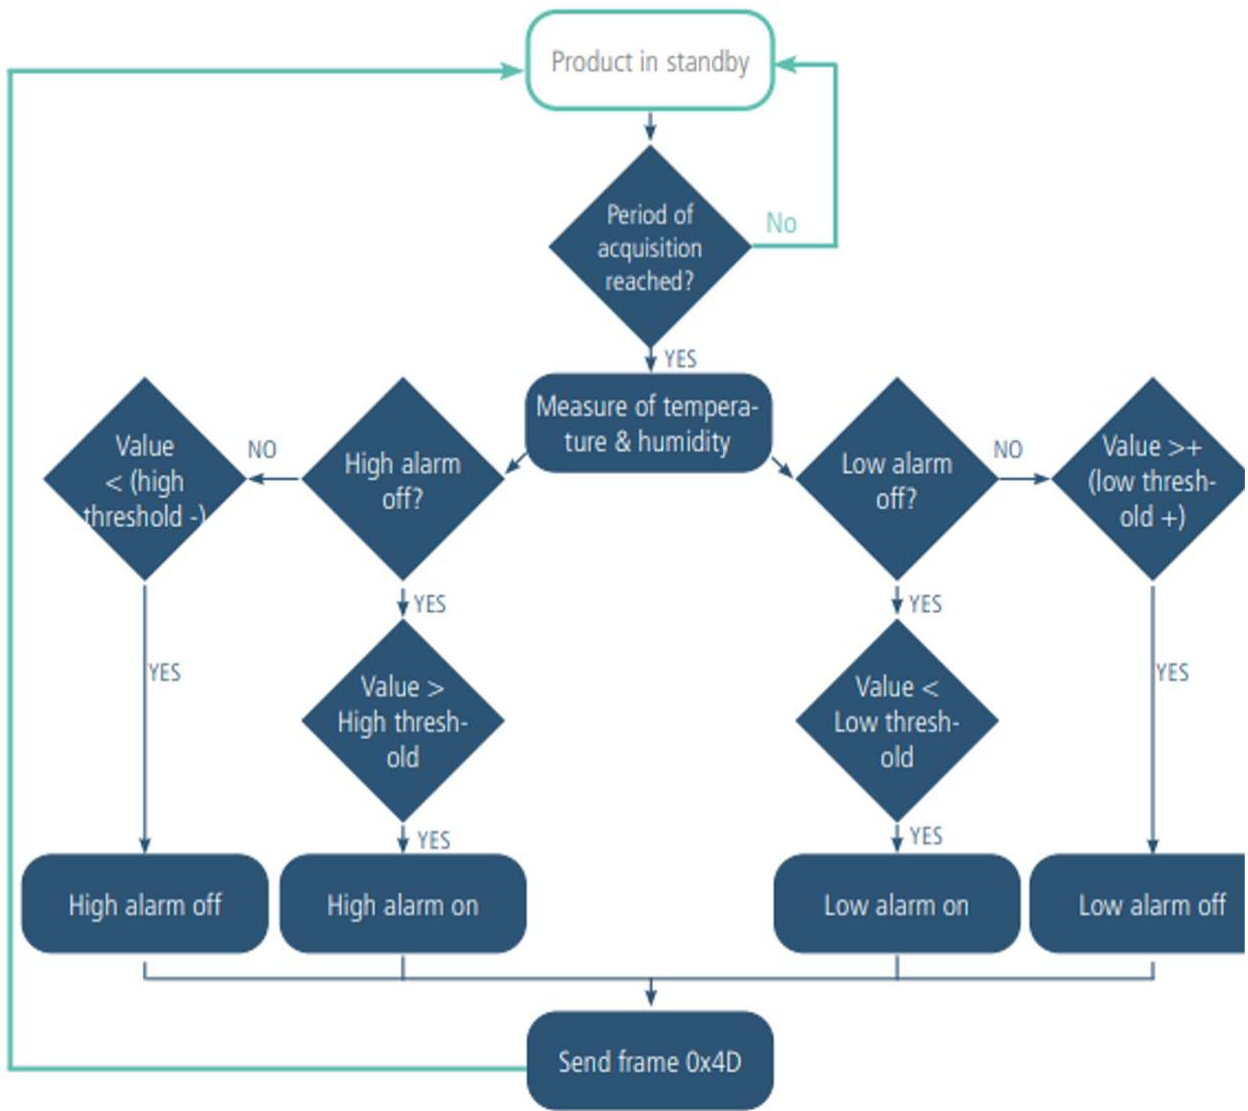 Product in standby
Period of
acquisition
reached?
No
YES
Measure of tempera-
ture & humidity
Value
< (high
threshold -)
NO
High alarm
off?
Low alarm
off?
NO
Value >+
(low thresh-
old +)
YES
YES
YES
Value >
High thresh-
old
Value <
Low thresh-
old
YES
YES
YES
High alarm off
High alarm on
Low alarm on
Low alarm off
Send frame 0x4D